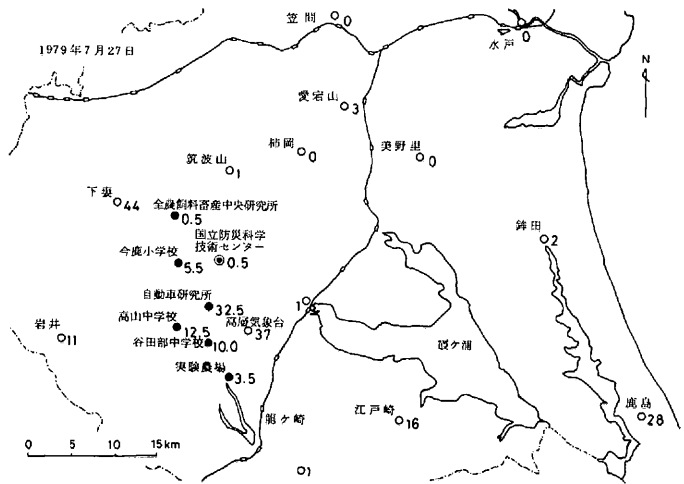 笠間
0
水戸
0
1979年7月27日
N
愛宕山
3
柿岡
0
美野里
0
筑波山
1
下妻
44
全農飼料畜産中央研究所
0.5
国立防災科学
技術センター
0.5
鉾田
2
今鹿小学校
5.5
自動車研究所
32.5
1
高山中学校
12.5
高層気象台
37
岩井
11
谷田部中学校
10.0
霞ケ浦
実験農場
3.5
竜ケ崎
1
江戸崎
16
鹿島
28
0 5 15km